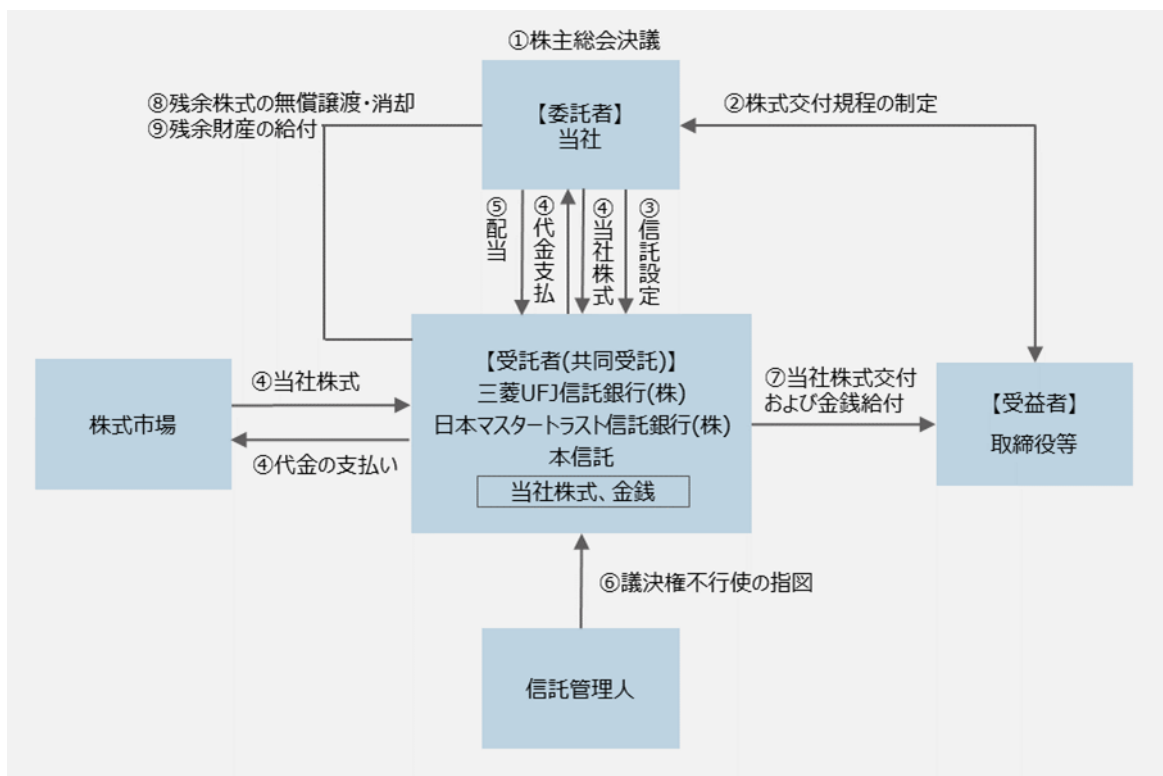 ①株主総会決議
⑧残余株式の無償譲渡・消却
⑨残余財産の給付
【委託者】
当社
②株式交付規程の制定
⑤配当
④代金支払
④当社株式
③信託設定
【受託者(共同受託)】
三菱UFJ信託銀行(株)
日本マスタートラスト信託銀行(株)
本信託
当社株式、金銭
株式市場
④当社株式
④代金の支払い
⑦当社株式交付
および金銭給付
【受益者】
取締役等
⑥議決権不行使の指図
信託管理人